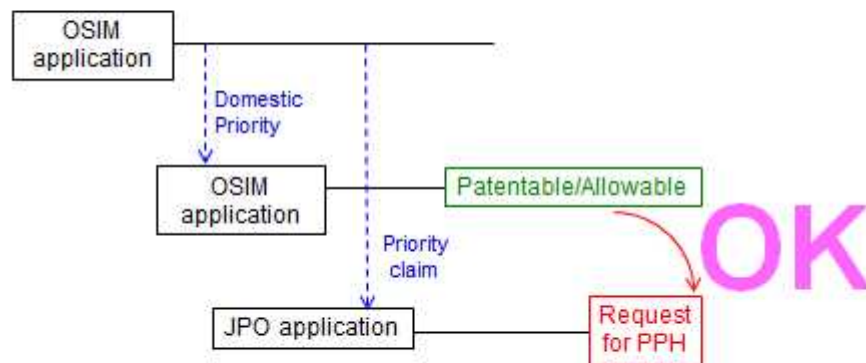 OSIM
application
Domestic
Priority
OSIM
application
Patentable/Allowable
OK
Priority
claim
JPO application
Request
for PPH